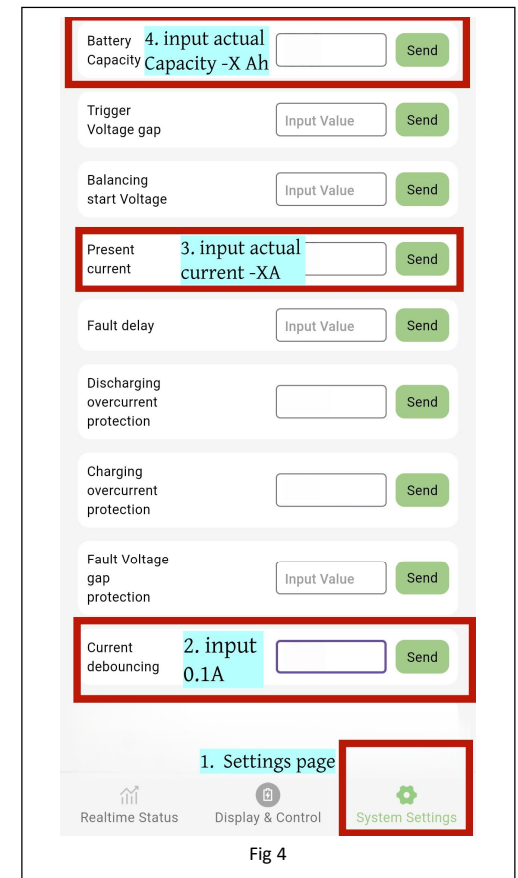 Battery 4. input actual
Capacity Capacity -X Ah Send
Trigger
Voltage gap Input Value Send
Balancing
start Voltage Input Value Send
Present 3. input actual
current current -XA Send
Fault delay Input Value Send
Discharging
overcurrent Send
protection
Charging
overcurrent Send
protection
Fault Voltage
gap Input Value Send
protection
Current 2. input
debouncing 0.1A Send
1. Settings page
Realtime Status Display & Control System Settings
Fig 4